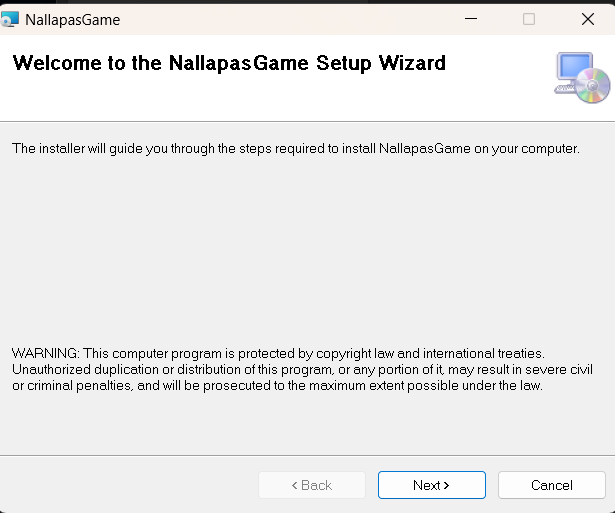 NallapasGame
Welcome to the NallapasGame Setup Wizard
The installer will guide you through the steps required to install NallapasGame on your computer.
WARNING: This computer program is protected by copyright law and international treaties.
Unauthorized duplication or distribution of this program, or any portion of it, may result in severe civil
or criminal penalties, and will be prosecuted to the maximum extent possible under the law.
< Back
Next >
Cancel